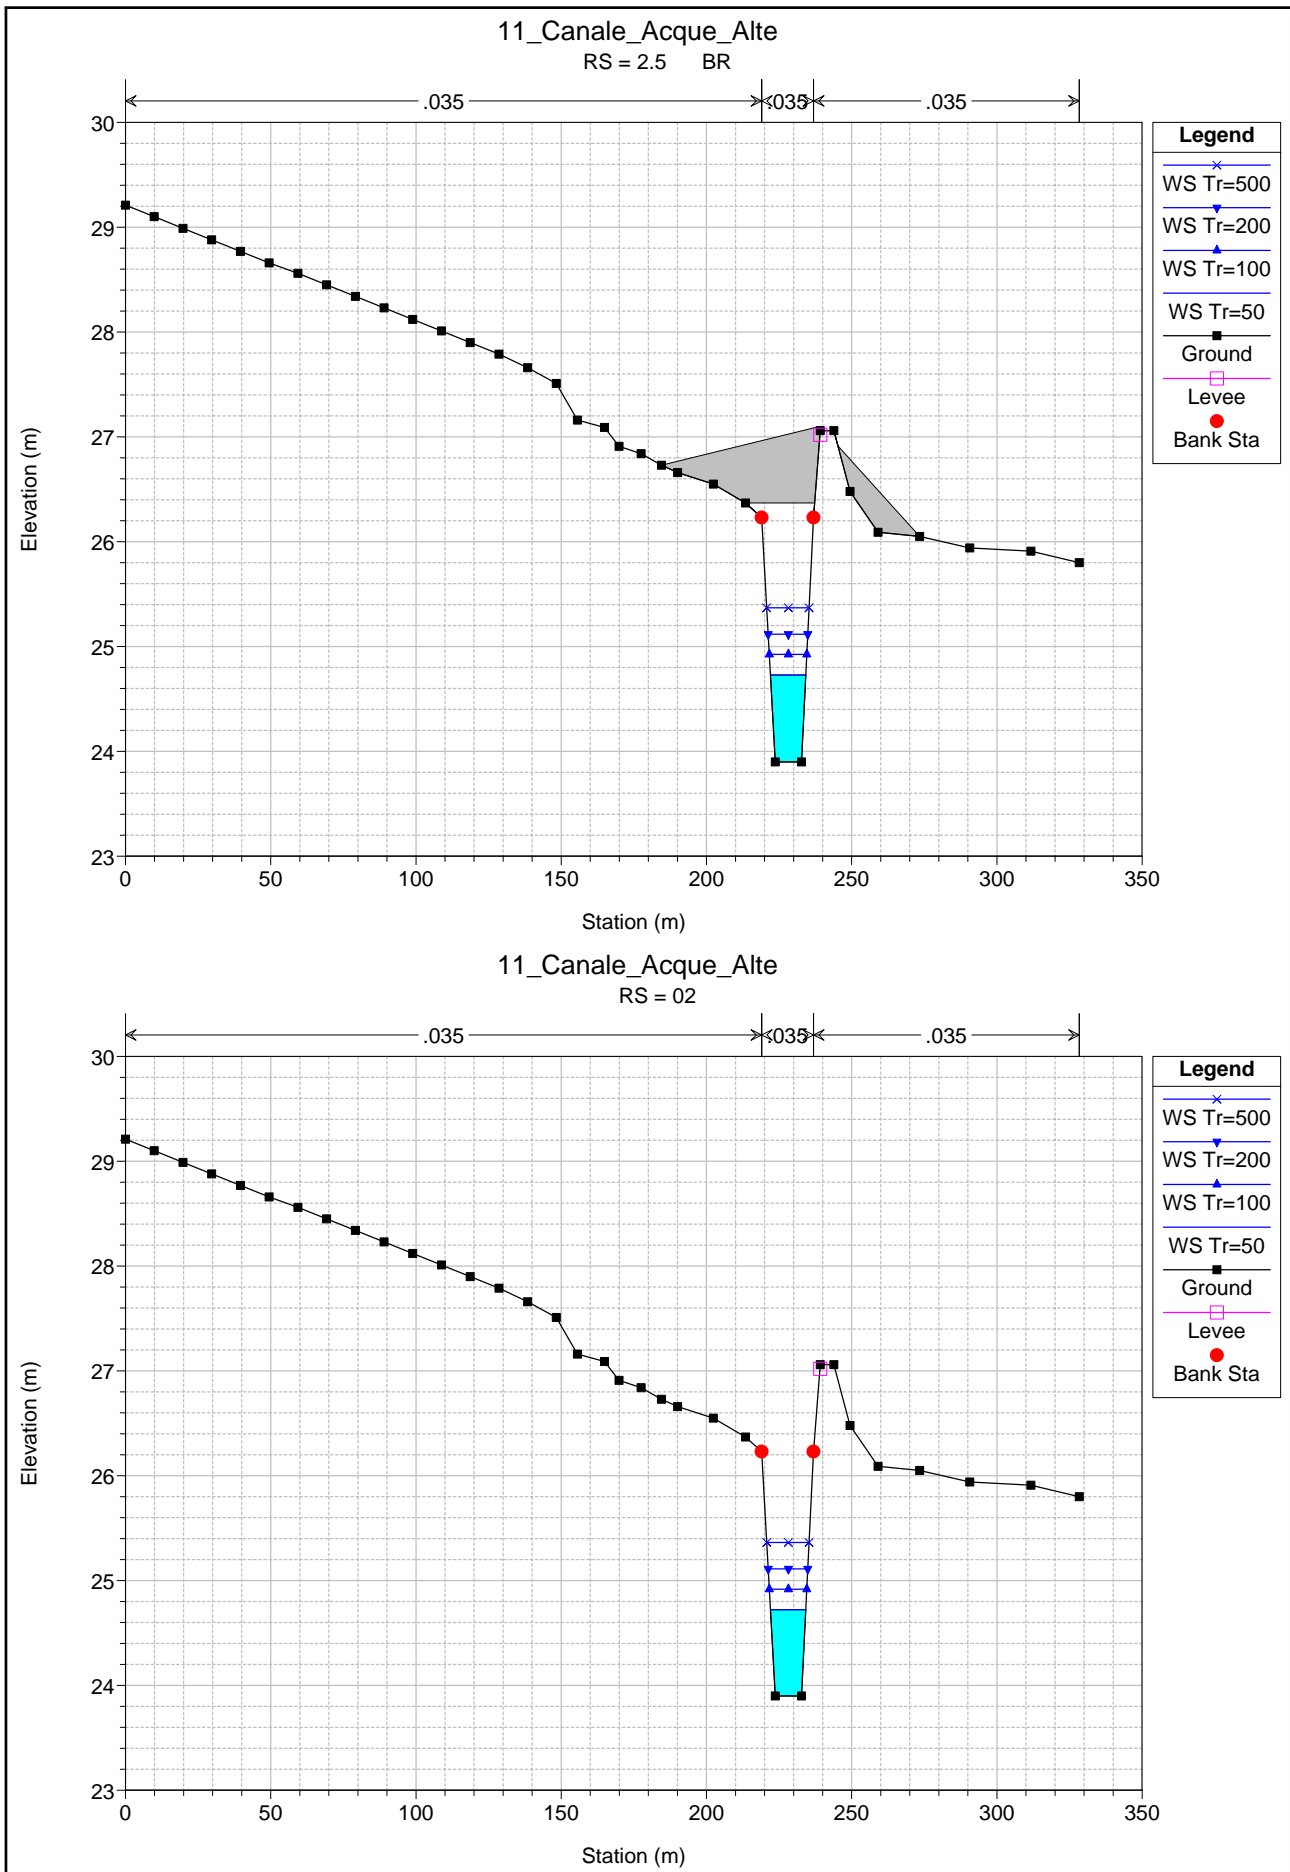 11_Canale_Acque_Alte
RS = 2.5 BR
.035 .035 .035
Legend
WS Tr=500
WS Tr=200
WS Tr=100
WS Tr=50
Ground
Levee
Bank Sta
30
29
28
27
26
25
24
23
Elevation (m)
0 50 100 150 200 250 300 350
Station (m)
11_Canale_Acque_Alte
RS = 02
.035 .035 .035
Legend
WS Tr=500
WS Tr=200
WS Tr=100
WS Tr=50
Ground
Levee
Bank Sta
30
29
28
27
26
25
24
23
Elevation (m)
0 50 100 150 200 250 300 350
Station (m)